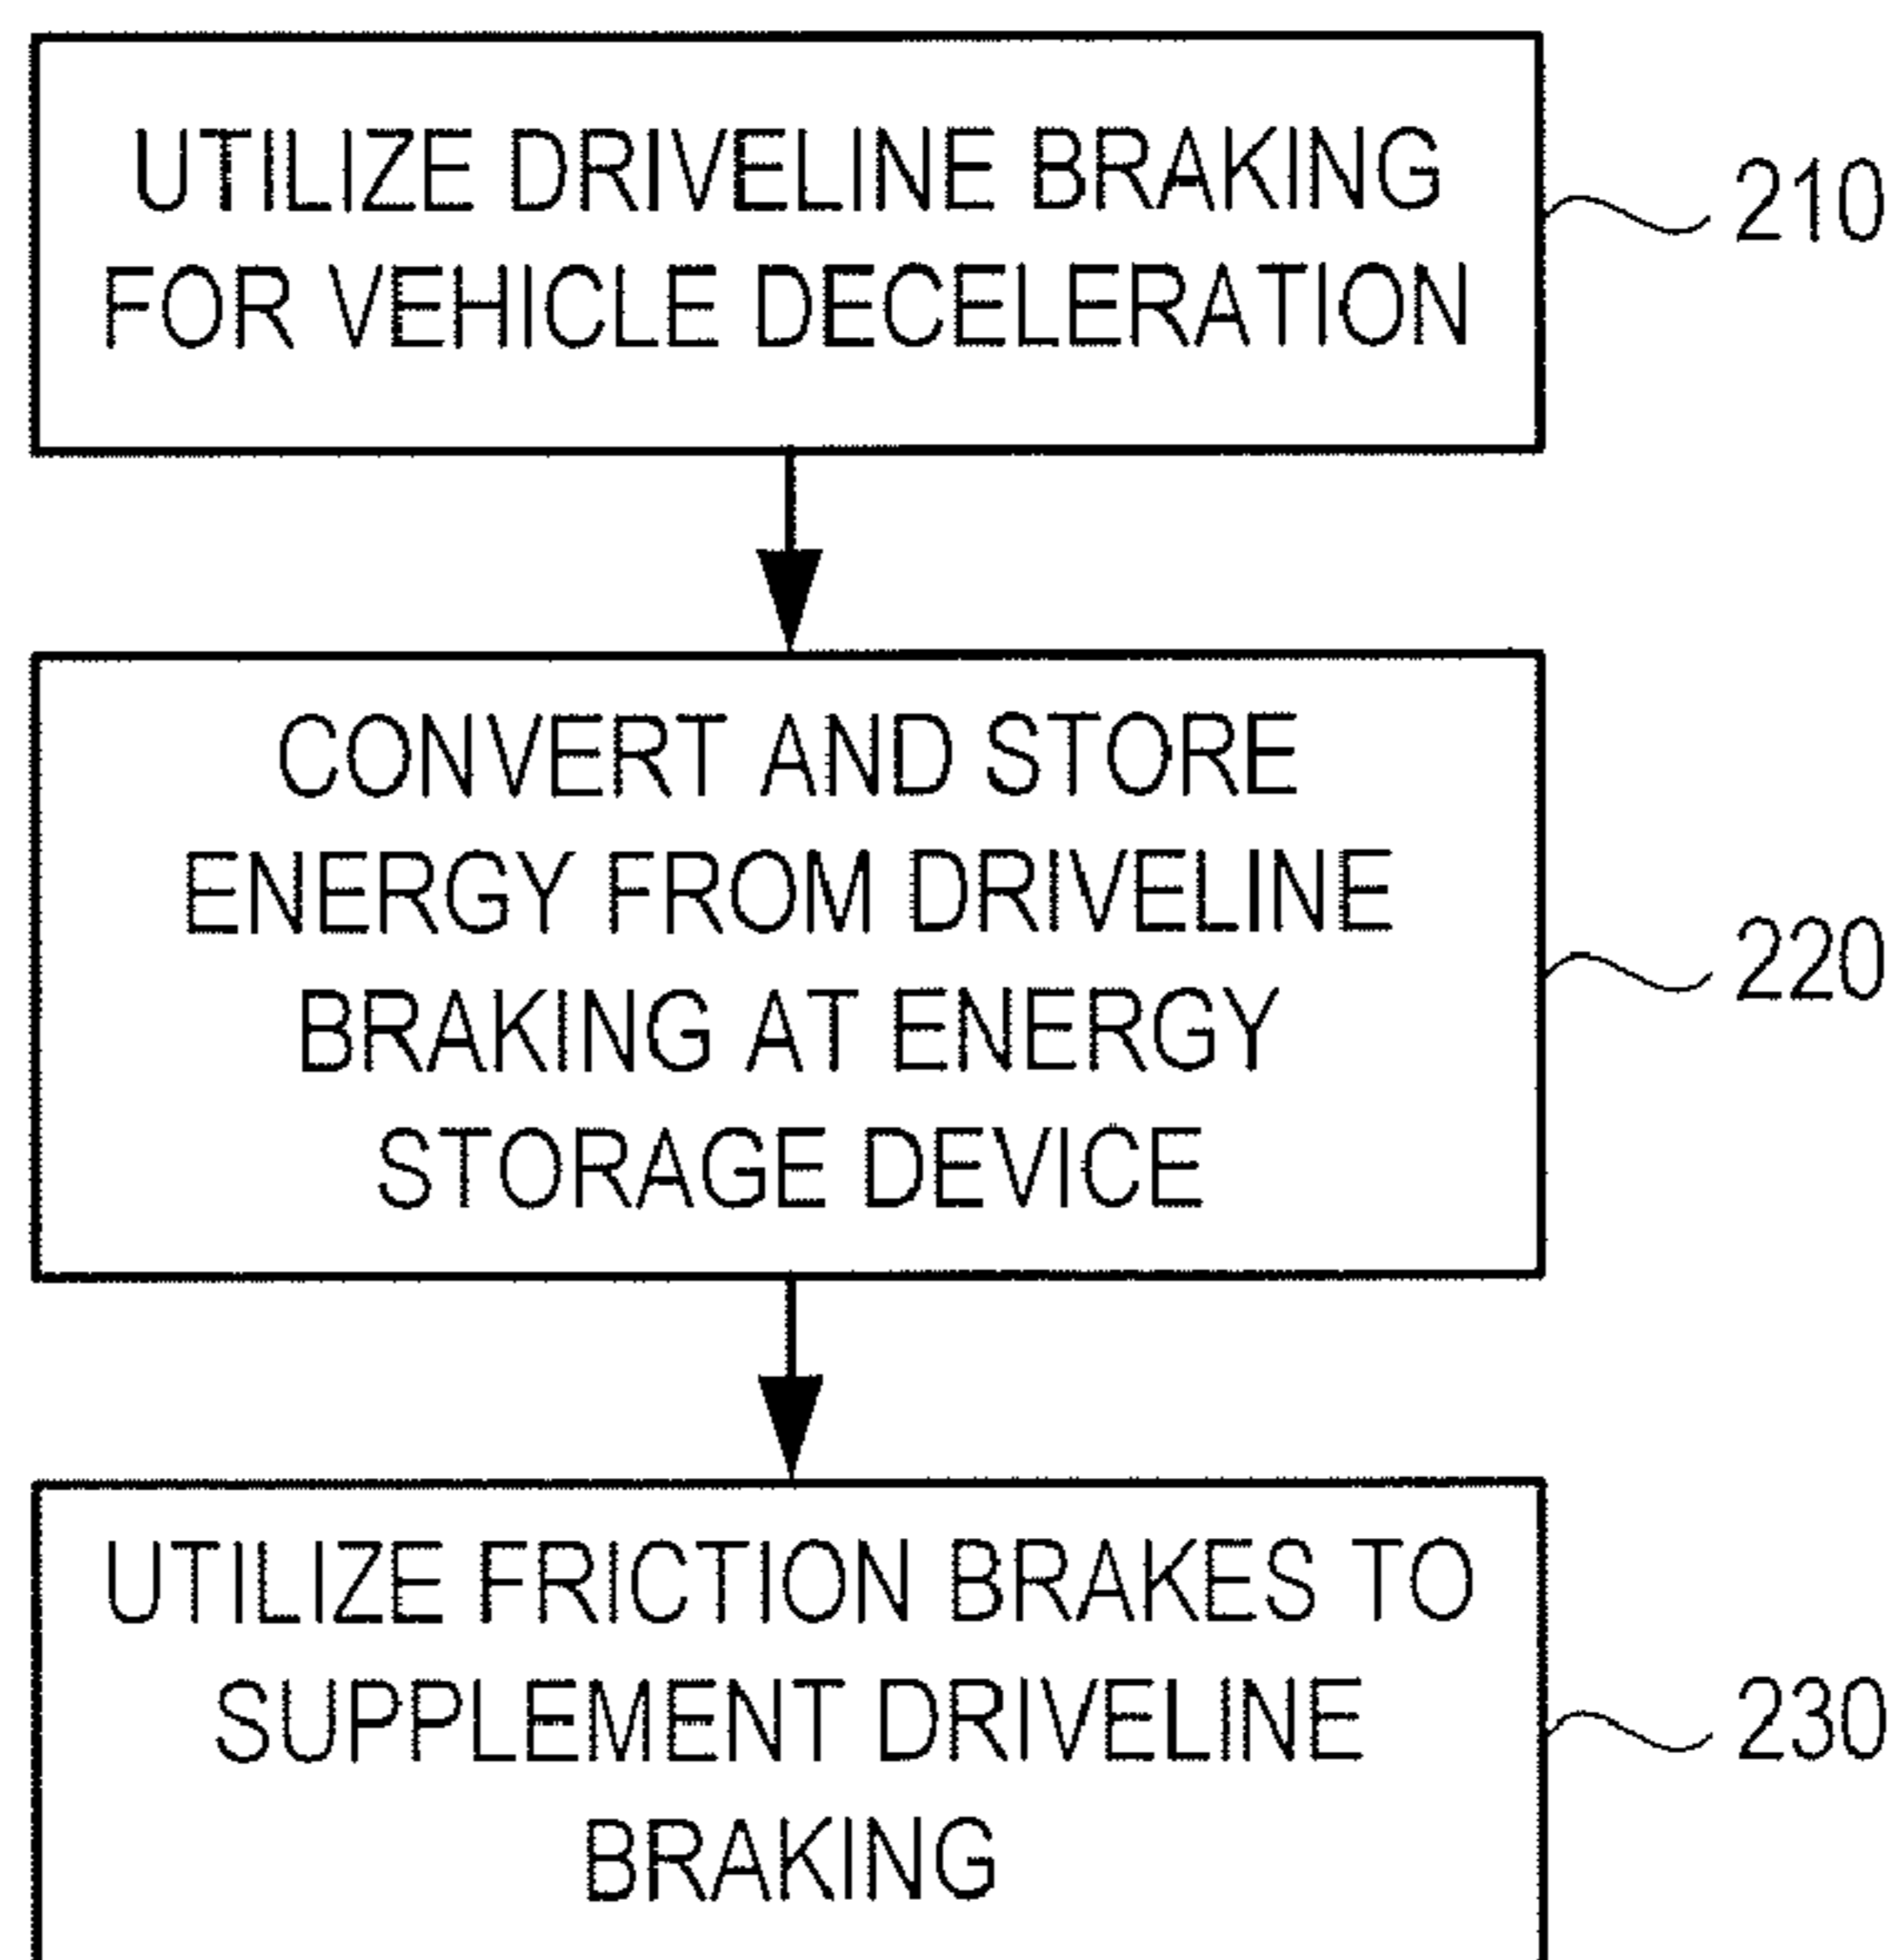 UTILIZE DRIVELINE BRAKING
FOR VEHICLE DECELERATION
210
CONVERT AND STORE
ENERGY FROM DRIVELINE
BRAKING AT ENERGY
STORAGE DEVICE
220
UTILIZE FRICTION BRAKES TO
SUPPLEMENT DRIVELINE
BRAKING
230